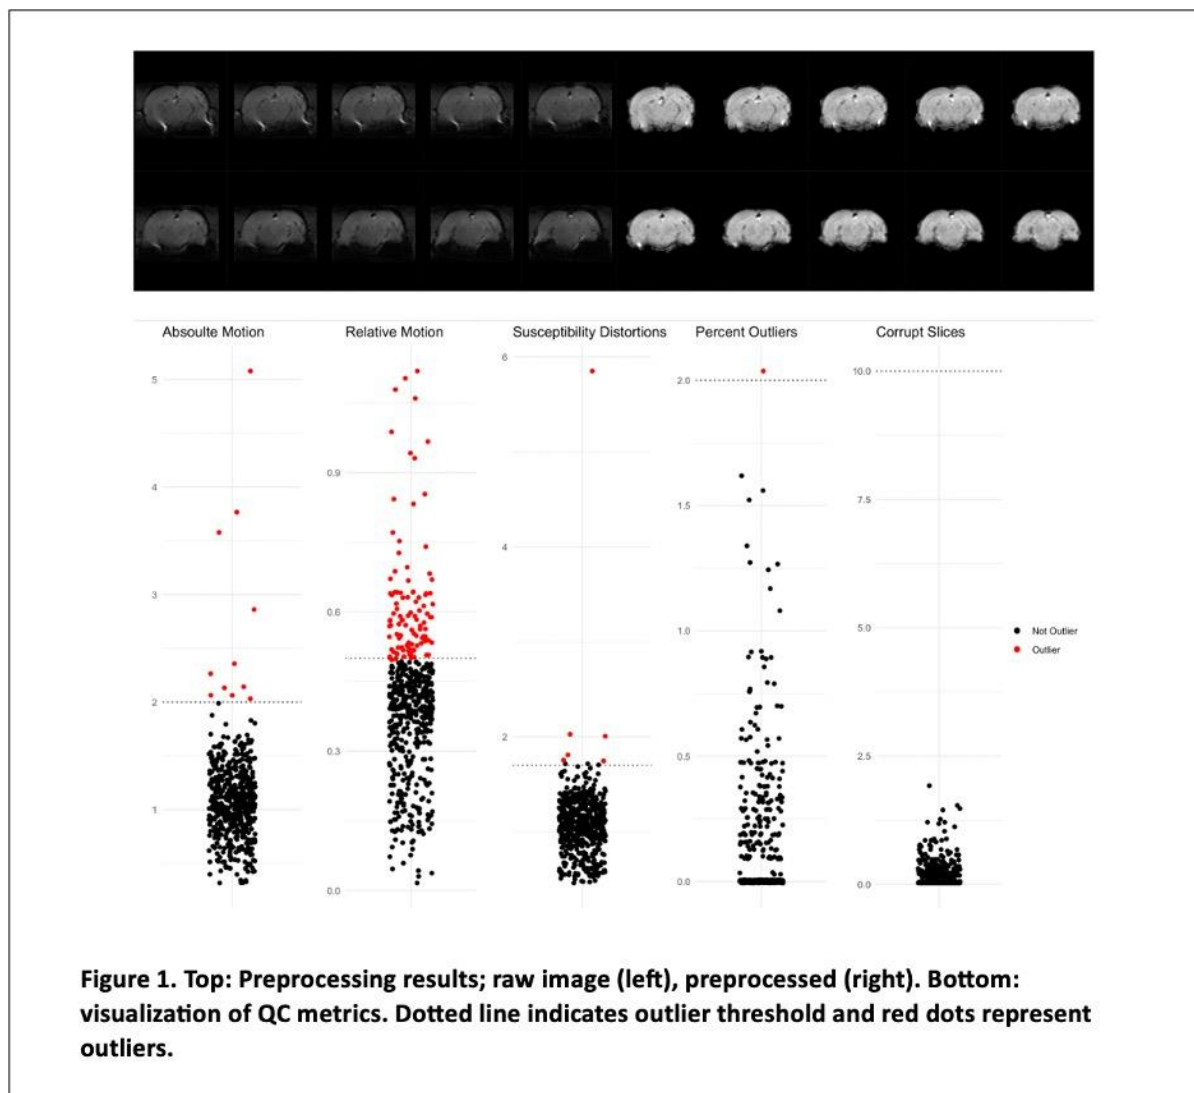 Absoulte Motion
Relative Motion
Susceptibility Distortions
Percent Outliers
Corrupt Slices
5
4
3
2
1
0.9
0.6
0.3
0.0
6
4
2
2.0
1.5
1.0
0.5
0.0
10.0
7.5
5.0
2.5
0.0
Not Outlier
Outlier
Figure 1. Top: Preprocessing results; raw image (left), preprocessed (right). Bottom:
visualization of QC metrics. Dotted line indicates outlier threshold and red dots represent
outliers.